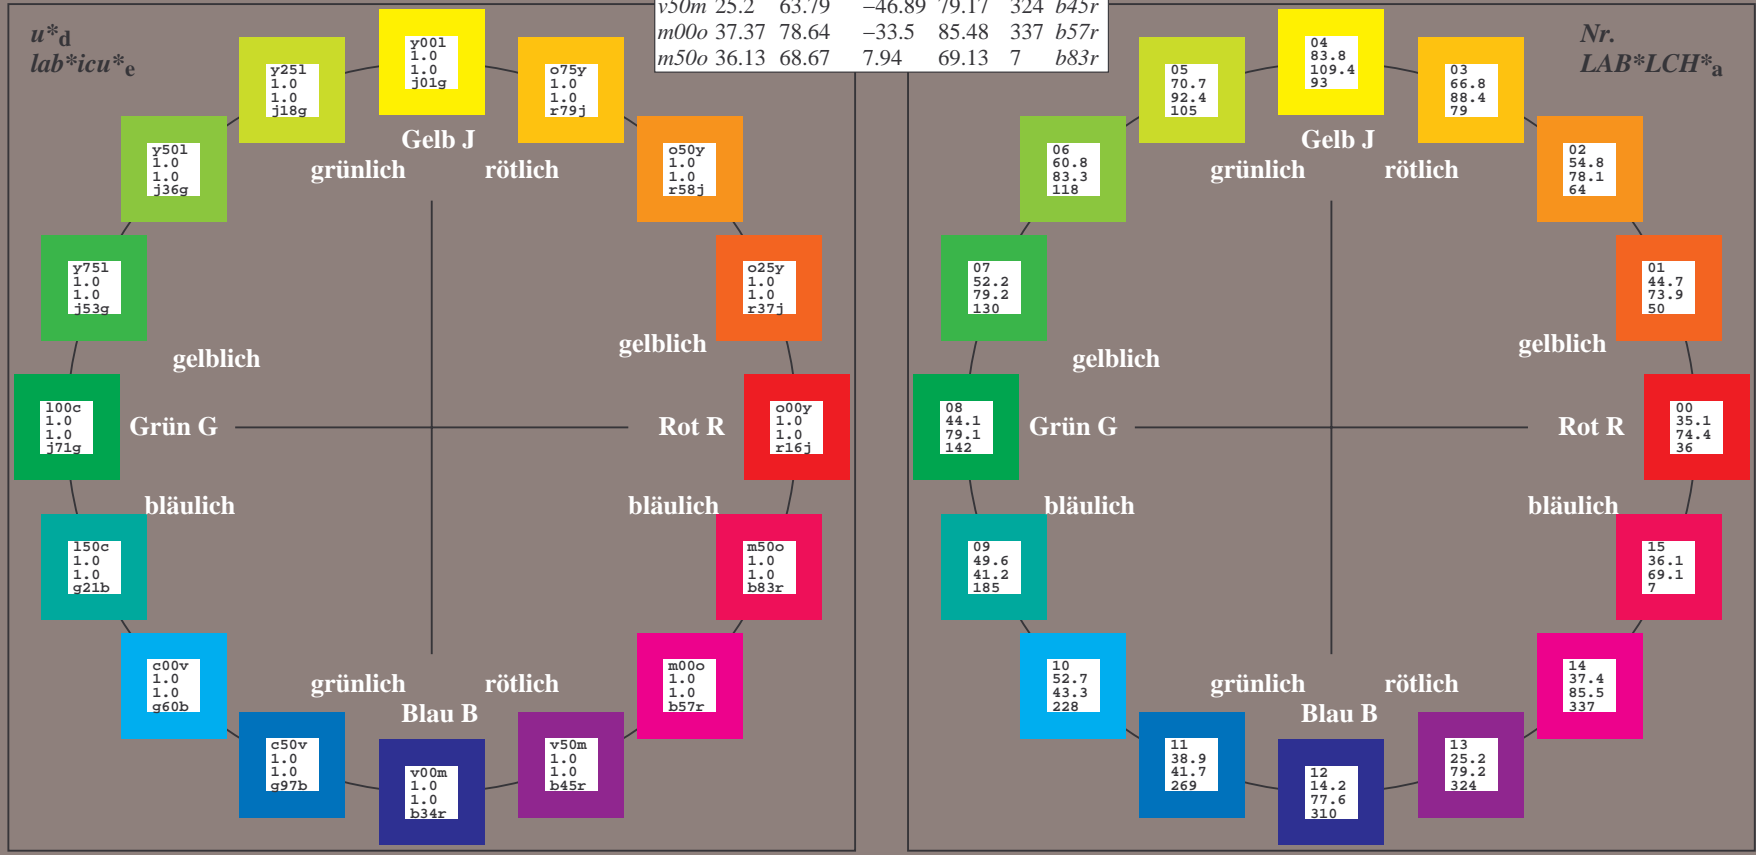 v50m 25.2 63.79 −46.89 79.17 324 b45r
m00o 37.37 78.64 −33.5 85.48 337 b57r
m50o 36.13 68.67 7.94 69.13 7 b83r
u*d
lab*icu*e
y00l
1.0
1.0
j01g
y25l
1.0
1.0
j18g
o75y
1.0
1.0
r79j
Gelb J
grünlich rötlich
y50l
1.0
1.0
j36g
o50y
1.0
1.0
r58j
y75l
1.0
1.0
j53g
o25y
1.0
1.0
r37j
gelblich
gelblich
l00c
1.0
1.0
j71g
Grün G
Rot R
o00y
1.0
1.0
r16j
bläulich
bläulich
l50c
1.0
1.0
g21b
m50o
1.0
1.0
b83r
c00v
1.0
1.0
g60b
m00o
1.0
1.0
b57r
grünlich rötlich
Blau B
c50v
1.0
1.0
g97b
v00m
1.0
1.0
b34r
v50m
1.0
1.0
b45r
Nr.
LAB*LCH*a
04
83.8
109.4
93
05
70.7
92.4
105
03
66.8
88.4
79
Gelb J
grünlich rötlich
06
60.8
83.3
118
02
54.8
78.1
64
07
52.2
79.2
130
01
44.7
73.9
50
gelblich
gelblich
08
44.1
79.1
142
Grün G
Rot R
00
35.1
74.4
36
bläulich
bläulich
09
49.6
41.2
185
15
36.1
69.1
7
10
52.7
43.3
228
14
37.4
85.5
337
grünlich rötlich
Blau B
11
38.9
41.7
269
12
14.2
77.6
310
13
25.2
79.2
324